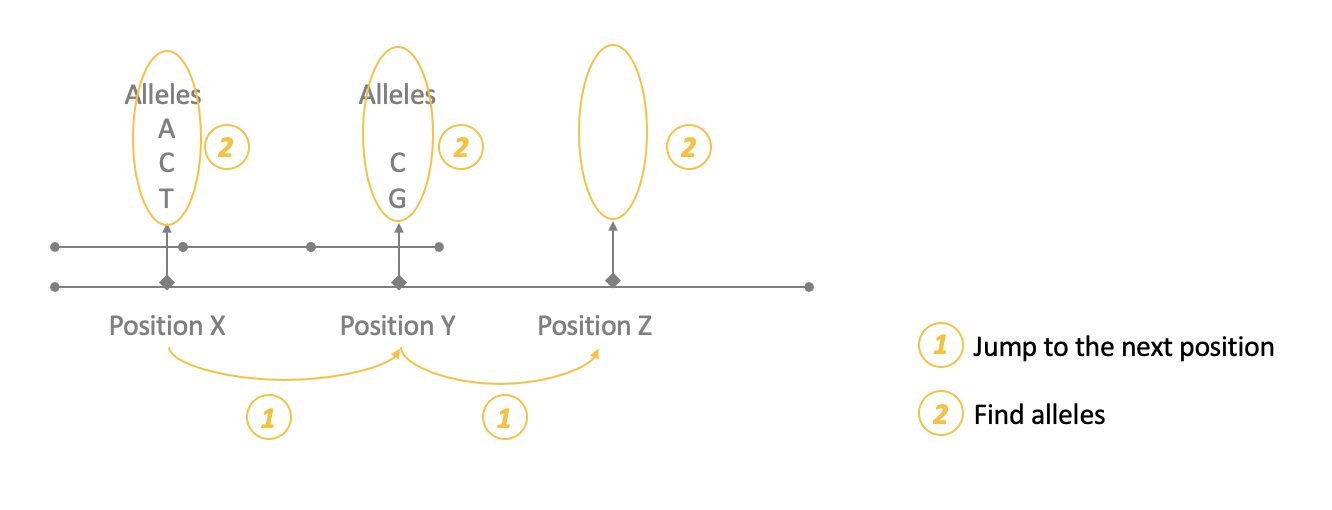 Alleles
A
C
T
2
Alleles
C
G
2
2
Position X
Position Y
Position Z
1
1
1 Jump to the next position
2 Find alleles